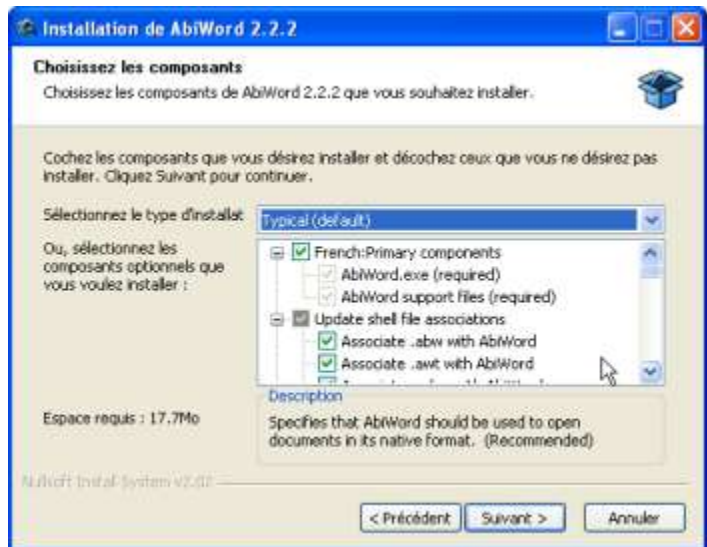 Installation de AbiWord 2.2.2
Choisissez les composants
Choisissez les composants de AbiWord 2.2.2 que vous souhaitez installer.
Cochez les composants que vous désirez installer et décochez ceux que vous ne désirez pas
installer. Cliquez Suivant pour continuer.
Sélectionnez le type d'installat
Typical (default)
Ou, sélectionnez les
composants optionnels que
vous voulez installer :
French:Primary components
AbiWord.exe (required)
AbiWord support files (required)
Update shell file associations
Associate .abw with AbiWord
Associate .awt with AbiWord
Espace requis : 17.7Mo
Description
Specifies that AbiWord should be used to open
documents in its native format. (Recommended)
Nullsoft Install System v2.02
< Précédent
Suivant >
Annuler